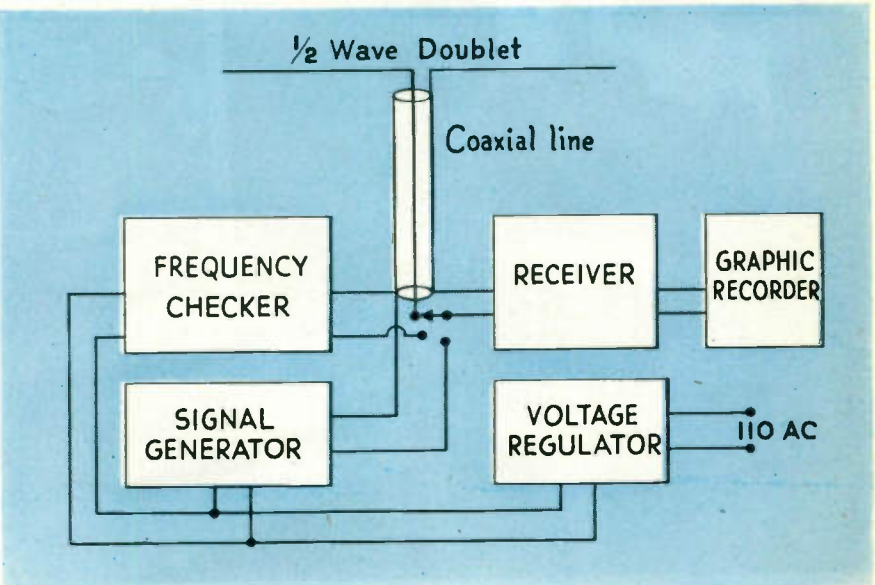 ½ Wave Doublet
Coaxial line
FREQUENCY
CHECKER
RECEIVER
GRAPHIC
RECORDER
SIGNAL
GENERATOR
VOLTAGE
REGULATOR
110 AC